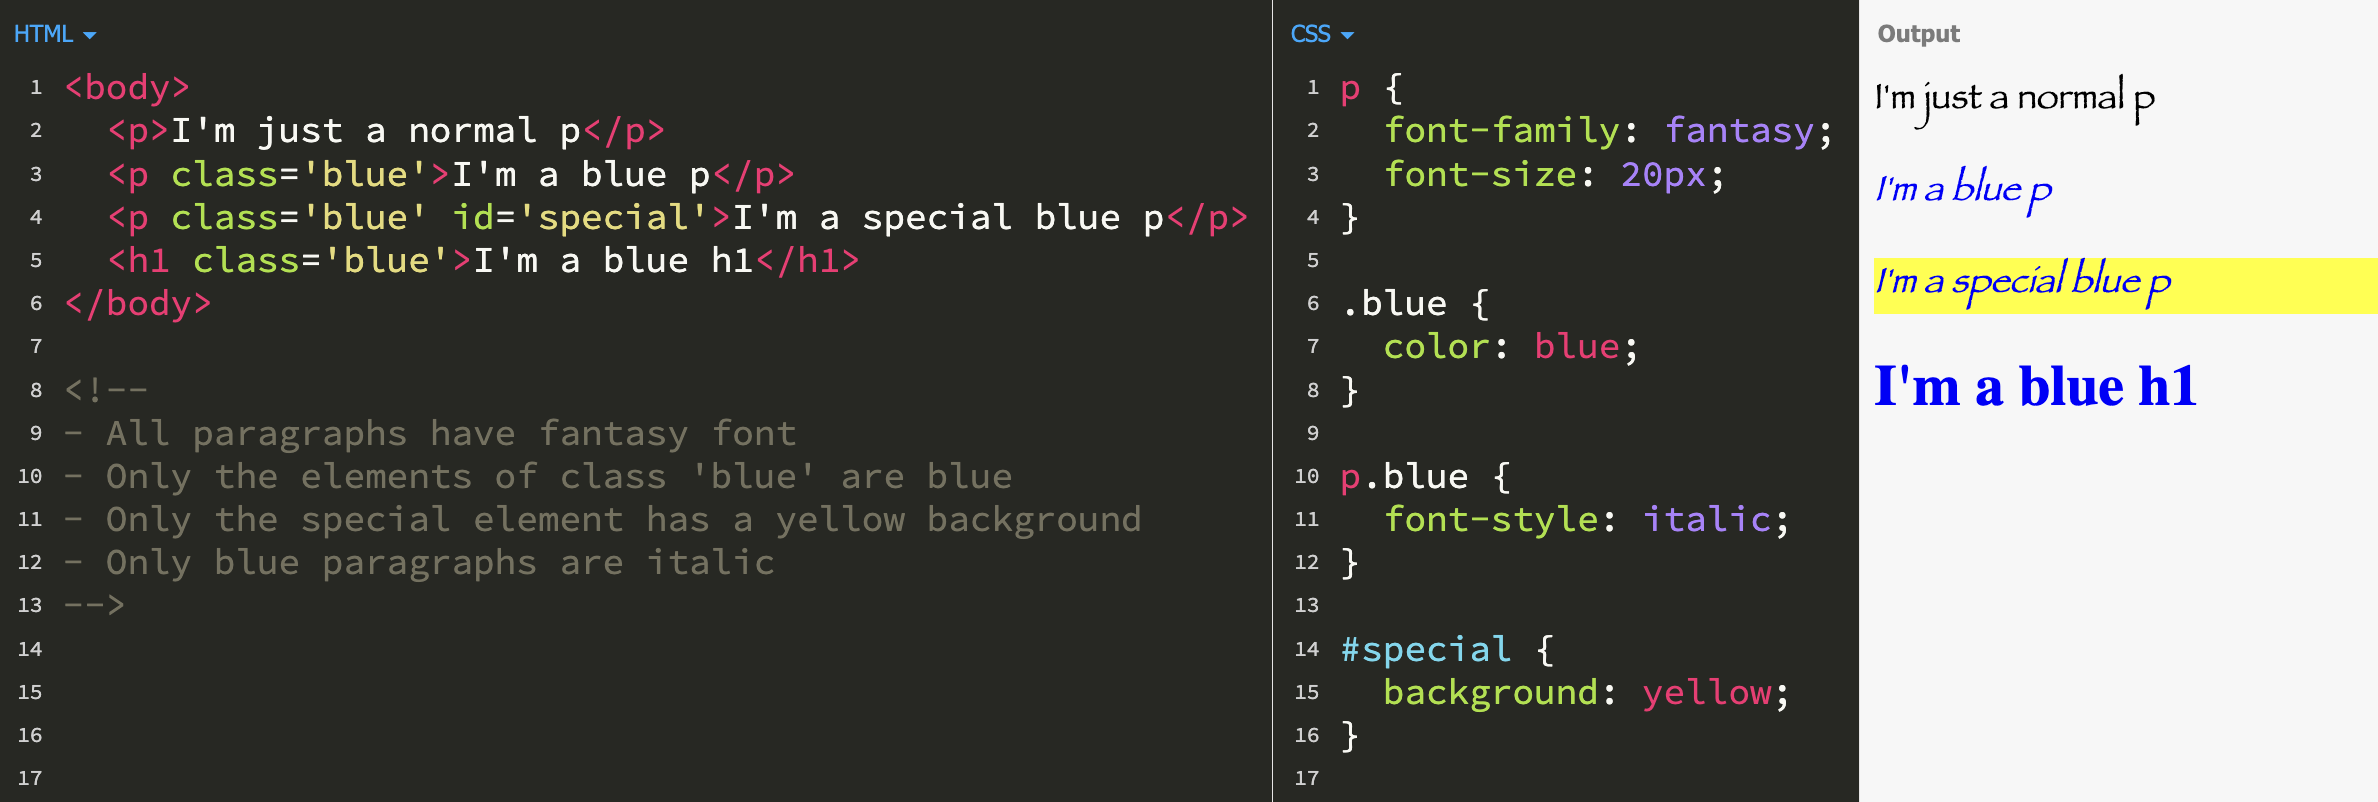 HTML
1 <body>
2   <p>I'm just a normal p</p>
3   <p class='blue'>I'm a blue p</p>
4   <p class='blue' id='special'>I'm a special blue p</p>
5   <h1 class='blue'>I'm a blue h1</h1>
6 </body>
7
8 <!--
9 - All paragraphs have fantasy font
10 - Only the elements of class 'blue' are blue
11 - Only the special element has a yellow background
12 - Only blue paragraphs are italic
13 -->
14
15
16
17
CSS
1 p {
2   font-family: fantasy;
3   font-size: 20px;
4 }
5
6 .blue {
7   color: blue;
8 }
9
10 p.blue {
11   font-style: italic;
12 }
13
14 #special {
15   background: yellow;
16 }
17
Output
I'm just a normal p
I'm a blue p
I'm a special blue p
I'm a blue h1